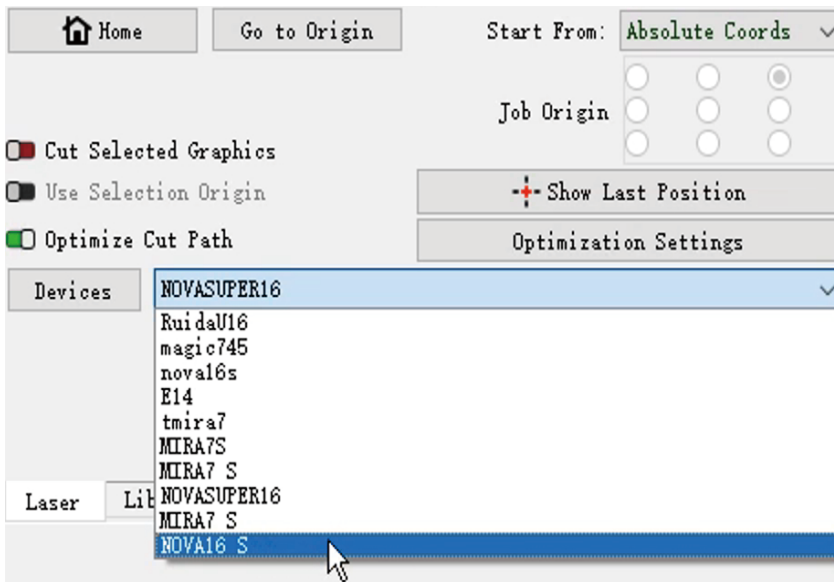 Home Go to Origin Start From: Absolute Coords
Job Origin
Cut Selected Graphics
Use Selection Origin
Show Last Position
Optimize Cut Path
Optimization Settings
Devices NOVASUPER16
RuidaU16
magic745
nova16s
E14
tmira7
MIRA7S
MIRA7 S
Laser Lib NOVASUPER16
MIRA7 S
NOVA16 S